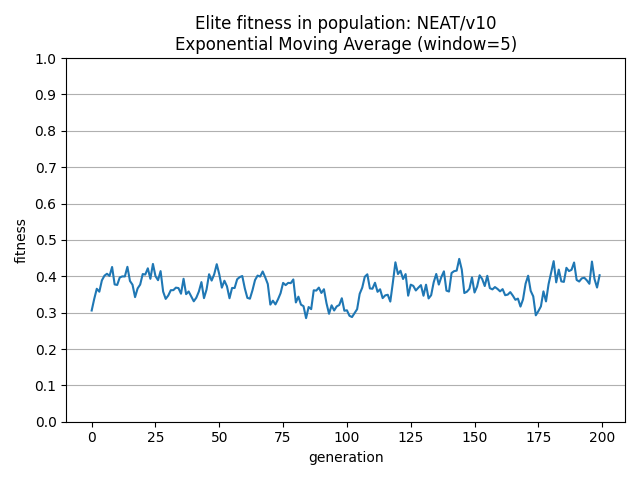 Elite fitness in population: NEAT/v10
Exponential Moving Average (window=5)
1.0
0.9
0.8
0.7
0.6
0.5
0.4
0.3
0.2
0.1
0.0
fitness
0 25 50 75 100 125 150 175 200
generation